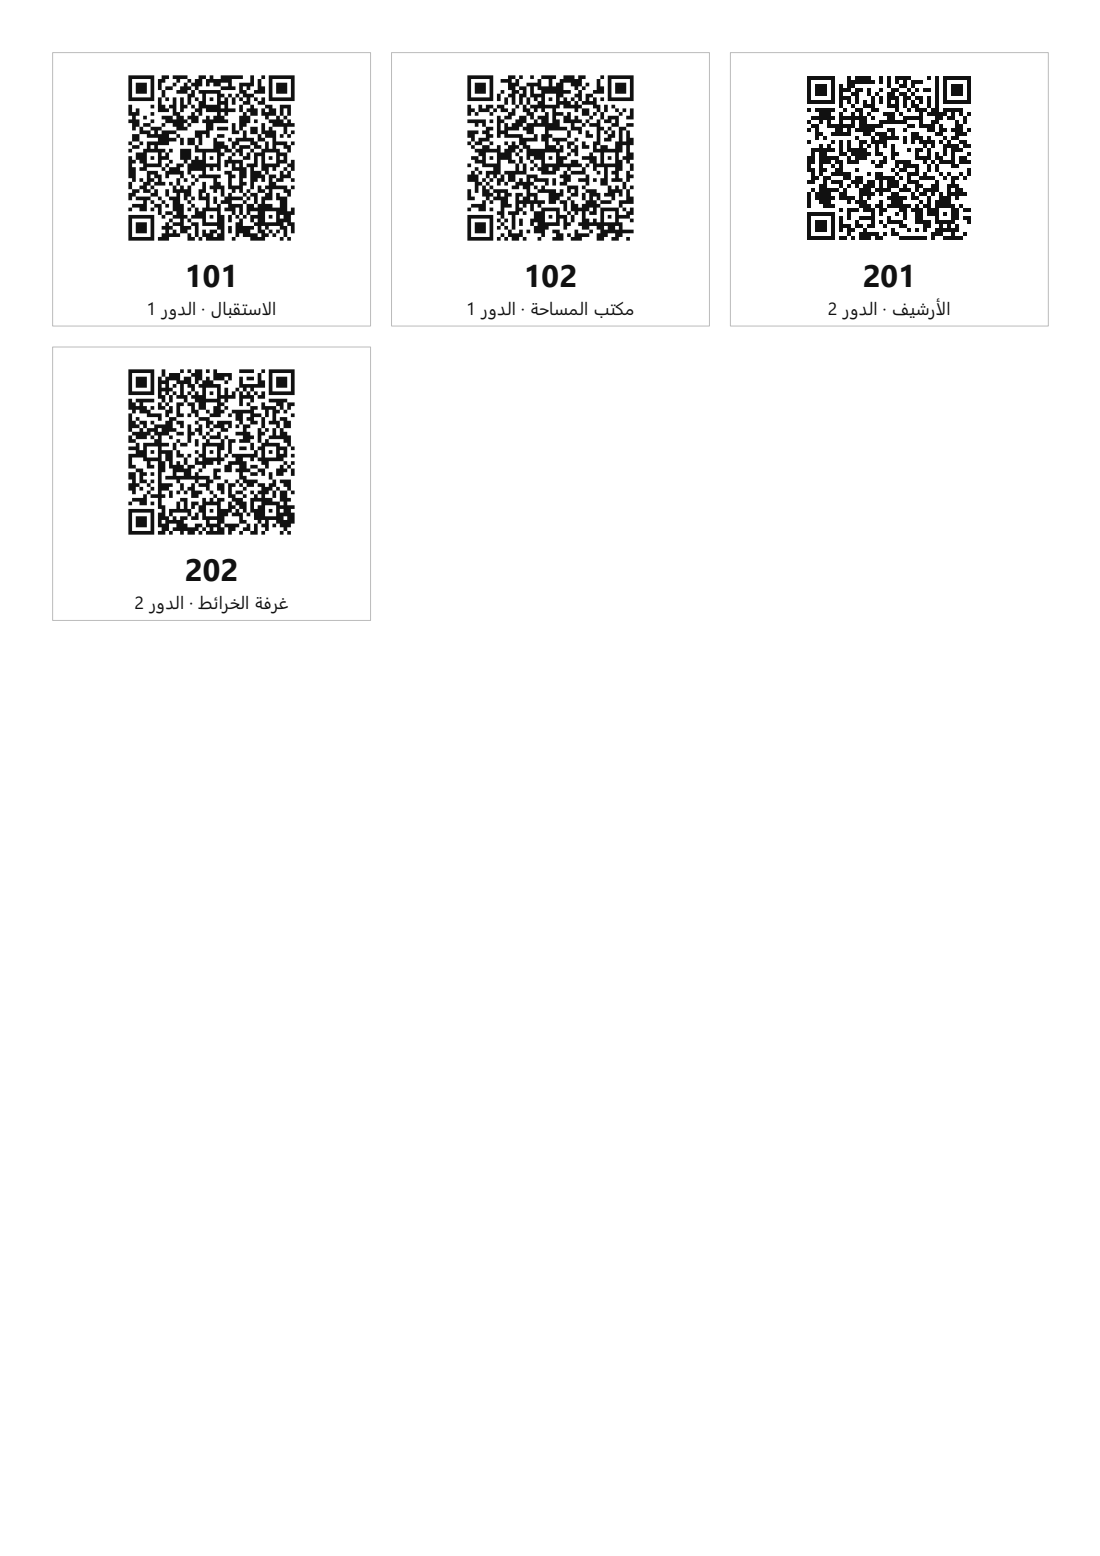 101
الاستقبال · الدور 1
102
مكتب المساحة · الدور 1
201
الأرشيف · الدور 2
202
غرفة الخرائط · الدور 2